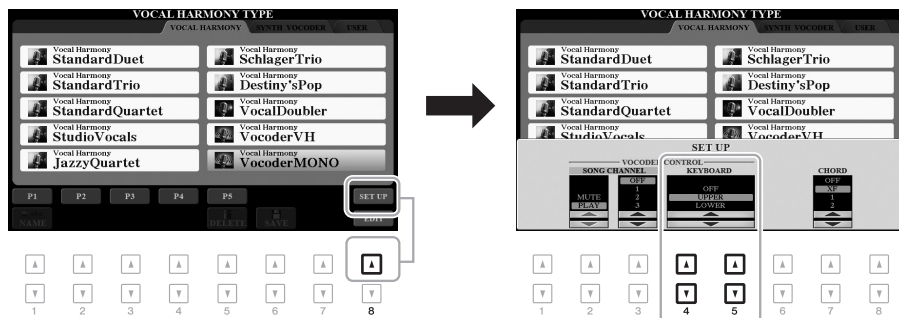 VOCAL HARMONY TYPE
VOCAL HARMONY SYNTH VOCODER USER
Vocal Harmony
StandardDuet
Vocal Harmony
SchlagerTrio
Vocal Harmony
StandardTrio
Vocal Harmony
Destiny'sPop
Vocal Harmony
StandardQuartet
Vocal Harmony
VocalDoubler
Vocal Harmony
StudioVocals
Vocal Harmony
VocoderVH
Vocal Harmony
JazzyQuartet
Vocal Harmony
VocoderMONO
P1 P2 P3 P4 P5 SET UP
NAME DELETE SAVE EDIT
1 2 3 4 5 6 7 8
VOCAL HARMONY TYPE
VOCAL HARMONY SYNTH VOCODER USER
Vocal Harmony
StandardDuet
Vocal Harmony
SchlagerTrio
Vocal Harmony
StandardTrio
Vocal Harmony
Destiny'sPop
Vocal Harmony
StandardQuartet
Vocal Harmony
VocalDoubler
Vocal Harmony
StudioVocals
Vocal Harmony
VocoderVH
SET UP
VOCODER CONTROL
SONG CHANNEL KEYBOARD CHORD
MUTE
PLAY
OFF
1
2
3
OFF
UPPER
LOWER
OFF
XF
1
2
1 2 3 4 5 6 7 8